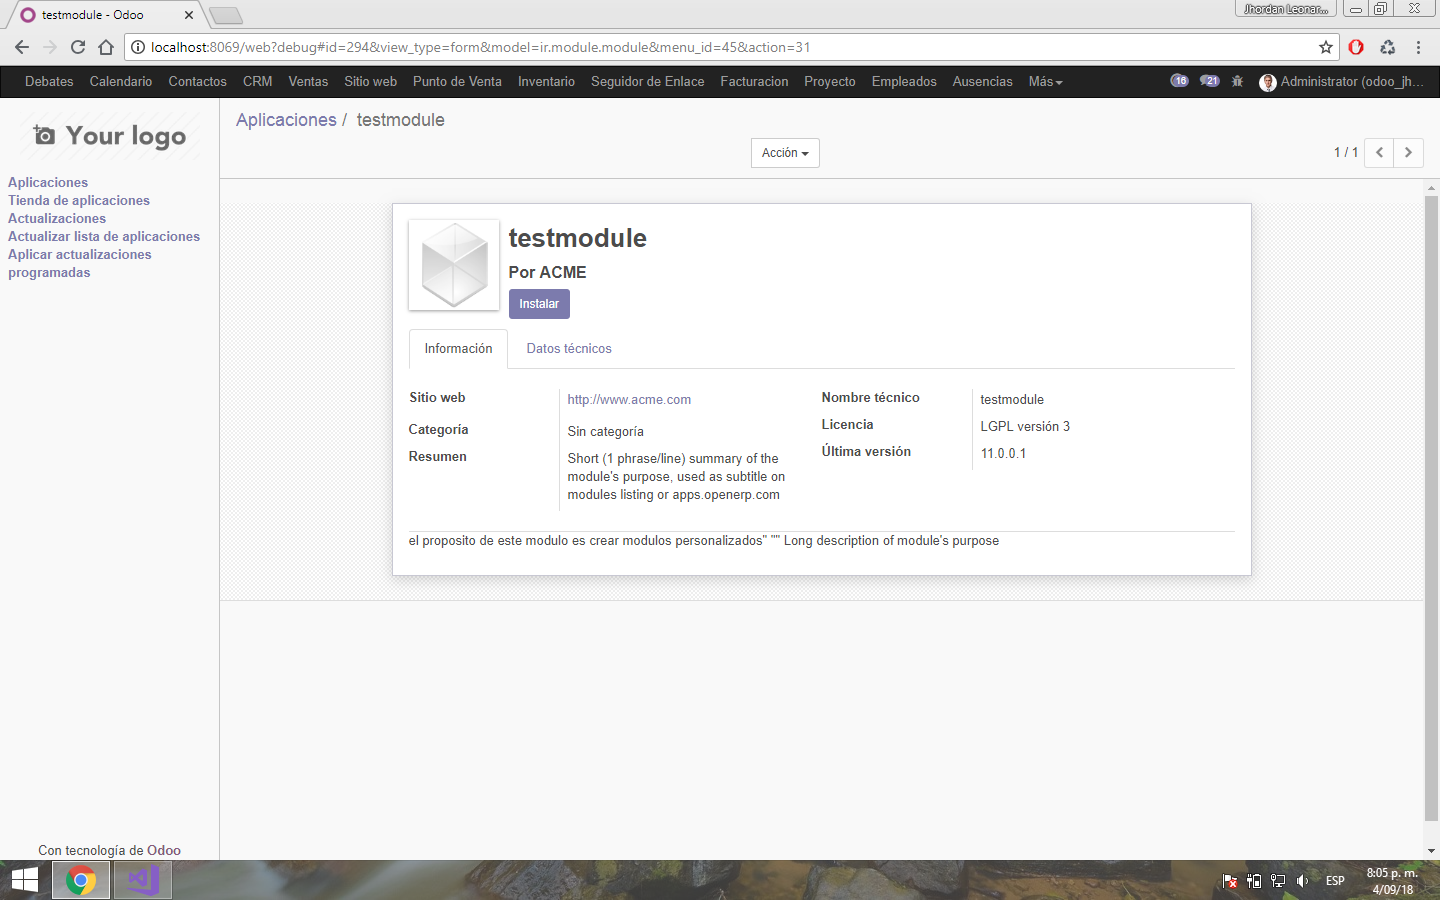 testmodule - Odoo
Jhordan Leonar...
localhost:8069/web?debug#id=294&view_type=form&model=ir.module.module&menu_id=45&action=31
Debates Calendario Contactos CRM Ventas Sitio web Punto de Venta Inventario Seguidor de Enlace Facturacion Proyecto Empleados Ausencias Más 16 21 Administrator (odoo_jh...
Your logo
Aplicaciones / testmodule
Acción
1 / 1
Aplicaciones
Tienda de aplicaciones
Actualizaciones
Actualizar lista de aplicaciones
Aplicar actualizaciones
programadas
testmodule
Por ACME
Instalar
Información Datos técnicos
Sitio web http://www.acme.com
Categoría Sin categoría
Resumen Short (1 phrase/line) summary of the
module's purpose, used as subtitle on
modules listing or apps.openerp.com
Nombre técnico testmodule
Licencia LGPL versión 3
Última versión 11.0.0.1
el proposito de este modulo es crear modulos personalizados" "" Long description of module's purpose
Con tecnología de Odoo
ESP
8:05 p. m.
4/09/18